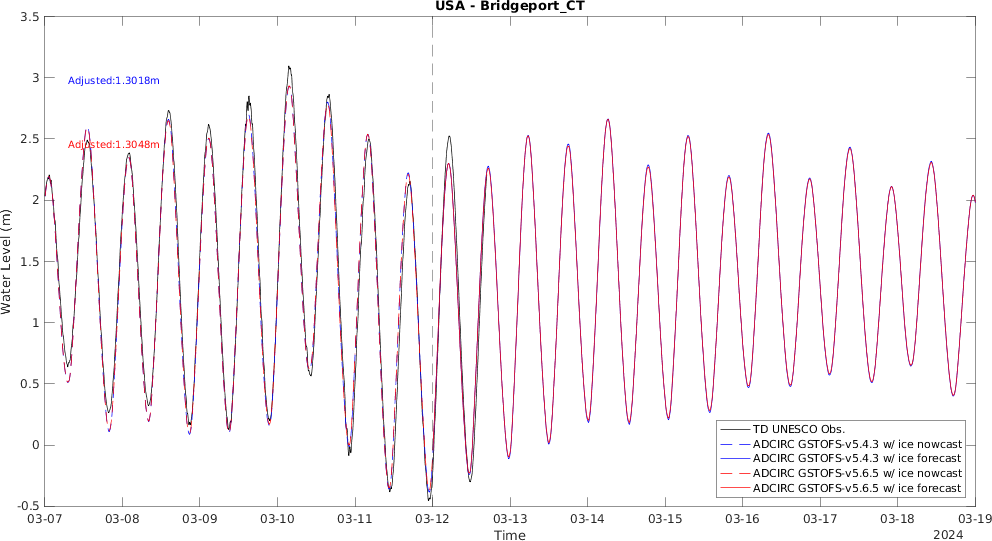 USA - Bridgeport_CT
3.5
3
2.5
2
1.5
1
0.5
0
-0.5
Water Level (m)
Adjusted:1.3018m
Adjusted:1.3048m
TD UNESCO Obs.
ADCIRC GSTOFS-v5.4.3 w/ ice nowcast
ADCIRC GSTOFS-v5.4.3 w/ ice forecast
ADCIRC GSTOFS-v5.6.5 w/ ice nowcast
ADCIRC GSTOFS-v5.6.5 w/ ice forecast
03-07 03-08 03-09 03-10 03-11 03-12 03-13 03-14 03-15 03-16 03-17 03-18 03-19
Time
2024